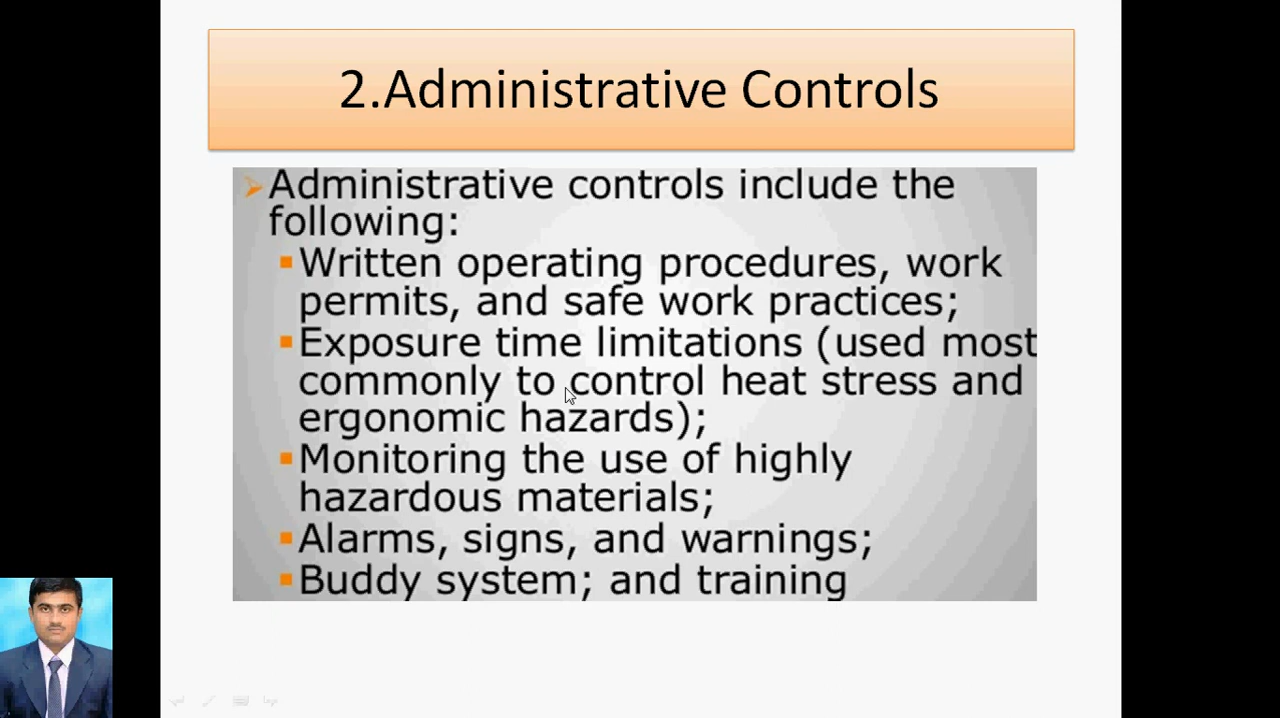 2.Administrative Controls
Administrative controls include the
following:
Written operating procedures, work
permits, and safe work practices;
Exposure time limitations (used most
commonly to control heat stress and
ergonomic hazards);
Monitoring the use of highly
hazardous materials;
Alarms, signs, and warnings;
Buddy system; and training